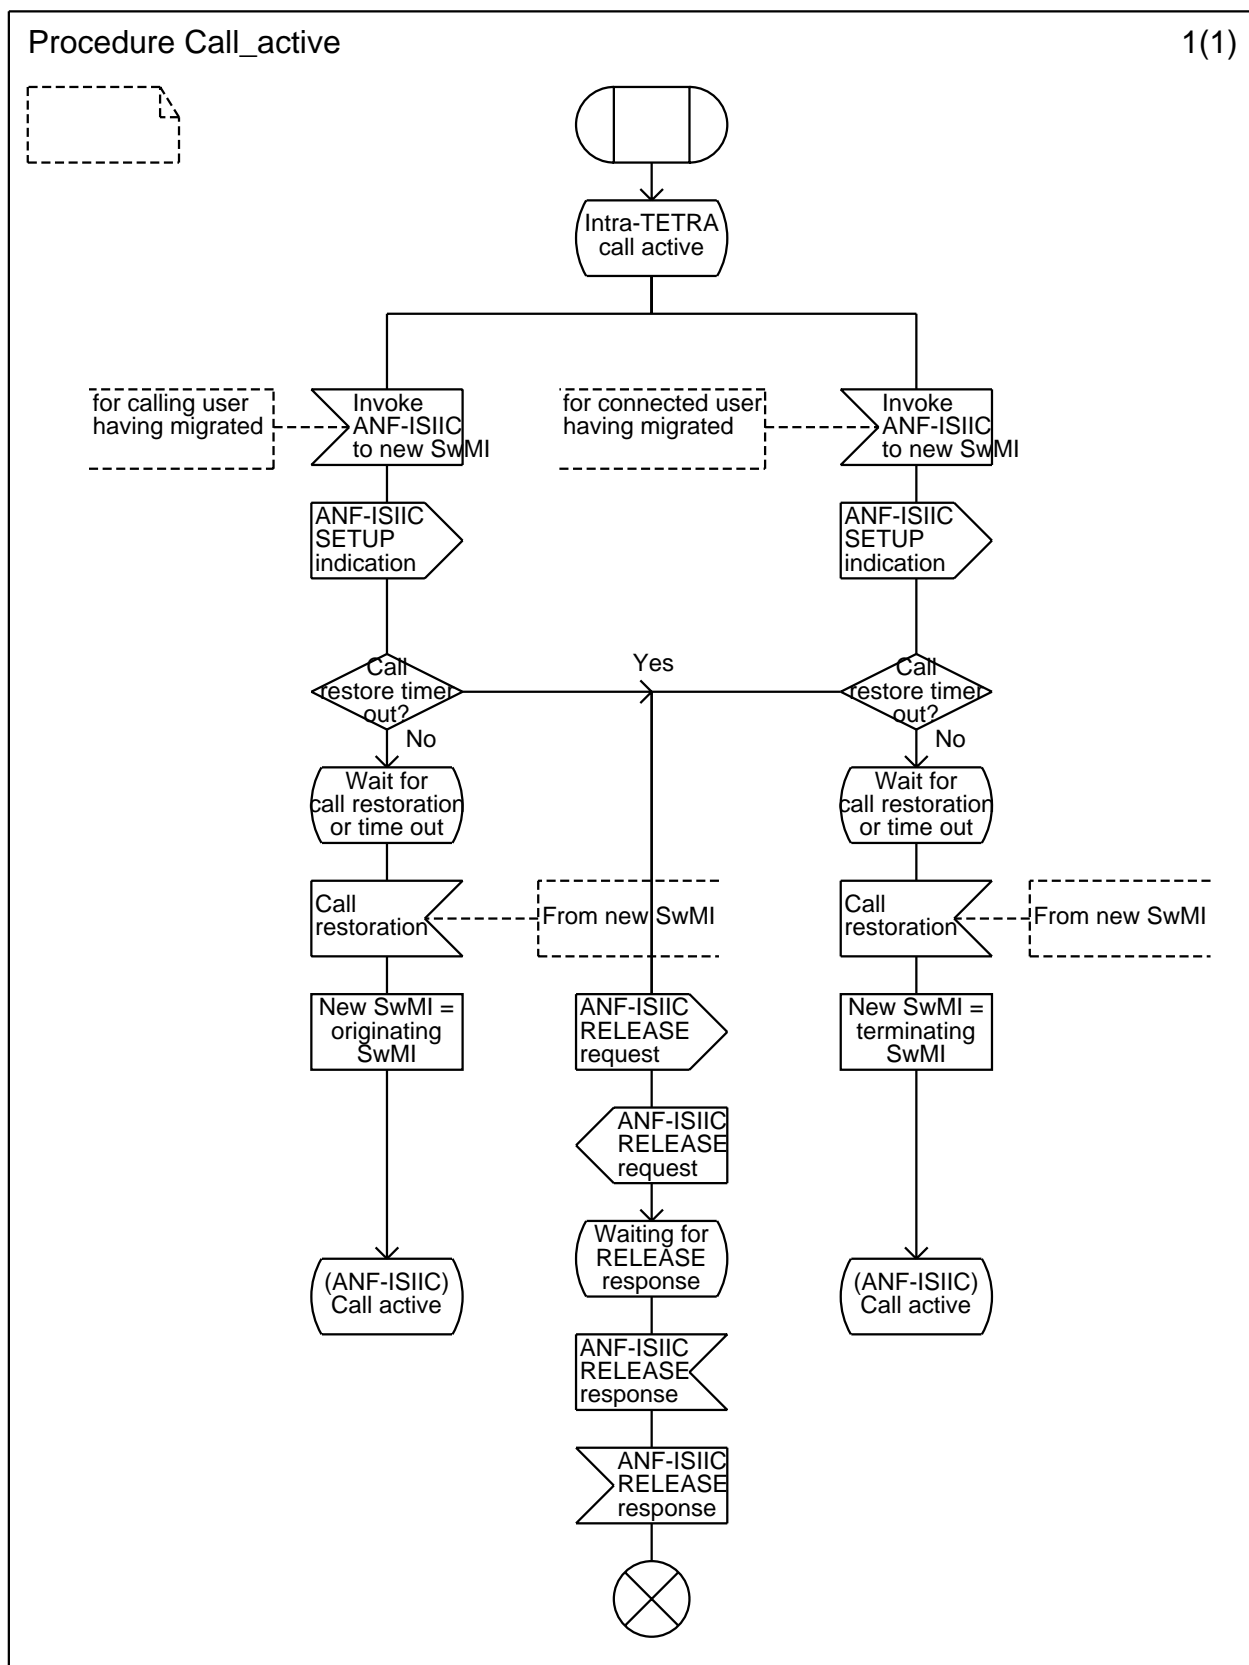 Procedure Call_active
1(1)
Intra-TETRA
call active
for calling user
having migrated
Invoke
ANF-ISIIC
to new SwMI
for connected user
having migrated
Invoke
ANF-ISIIC
to new SwMI
ANF-ISIIC
SETUP
indication
ANF-ISIIC
SETUP
indication
Call
restore timer
out?
Yes
Call
restore timer
out?
No
No
Wait for
call restoration
or time out
Wait for
call restoration
or time out
Call
restoration
From new SwMI
Call
restoration
From new SwMI
New SwMI =
originating
SwMI
ANF-ISIIC
RELEASE
request
New SwMI =
terminating
SwMI
ANF-ISIIC
RELEASE
request
Waiting for
RELEASE
response
(ANF-ISIIC)
Call active
(ANF-ISIIC)
Call active
ANF-ISIIC
RELEASE
response
ANF-ISIIC
RELEASE
response